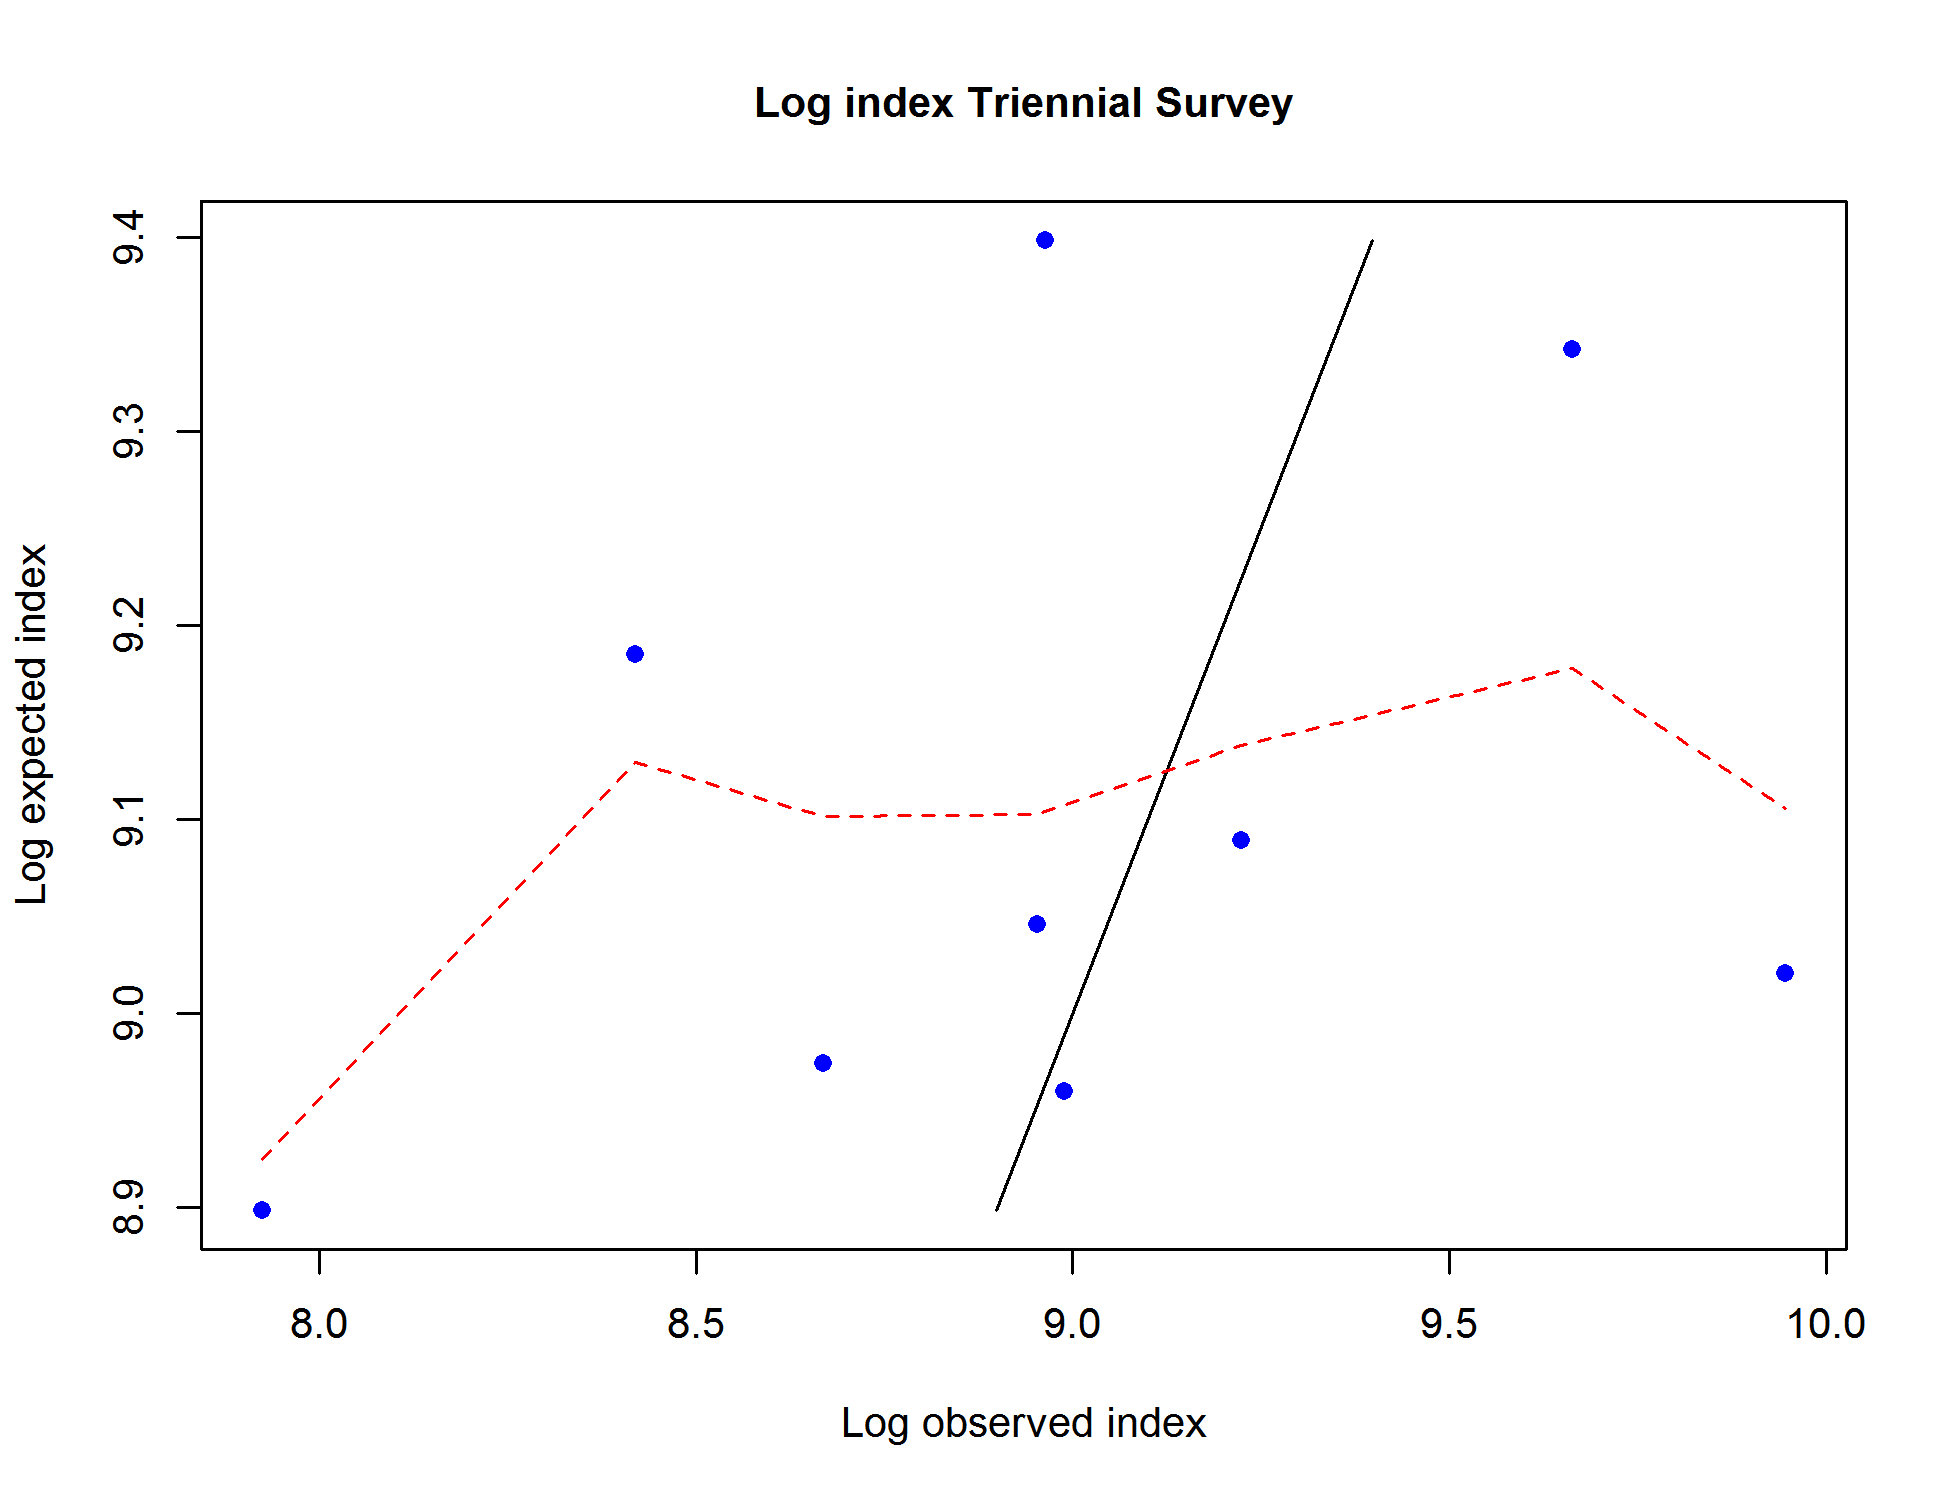 Log index Triennial Survey
Log expected index
9.4
9.3
9.2
9.1
9.0
8.9
8.0 8.5 9.0 9.5 10.0
Log observed index